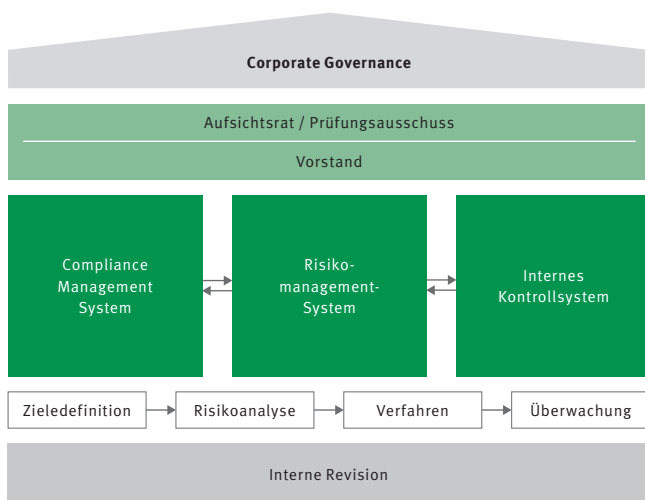 Corporate Governance
Aufsichtsrat / Prüfungsausschuss
Vorstand
Compliance
Management
System
Risiko-
management-
System
Internes
Kontrollsystem
Zieledefinition
Risikoanalyse
Verfahren
Überwachung
Interne Revision